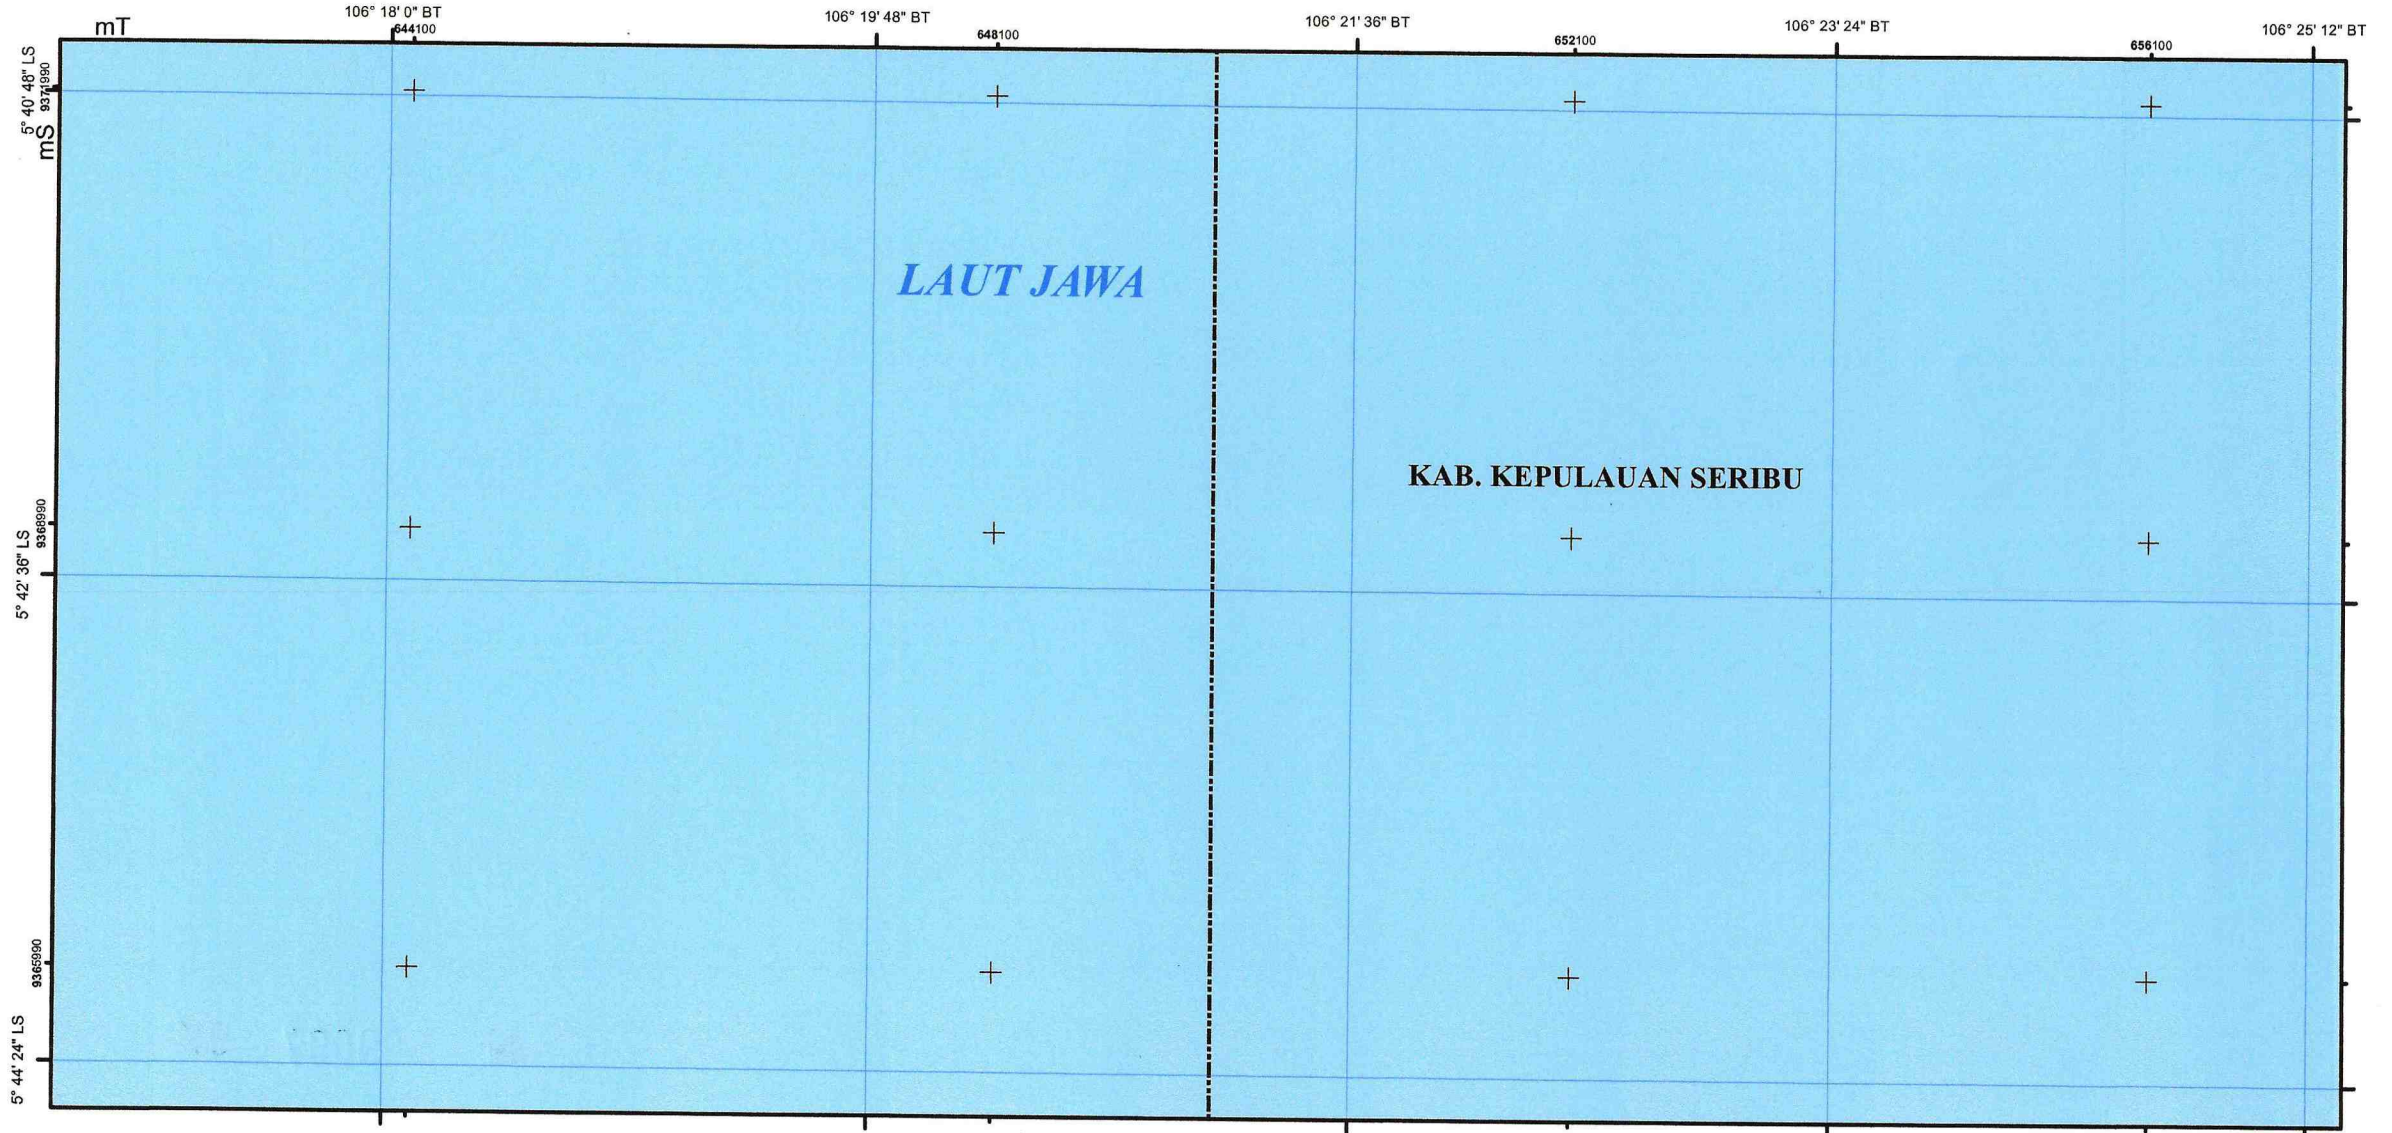 106° 18' 0" BT
106° 19' 48" BT
106° 21' 36" BT
106° 23' 24" BT
106° 25' 12" BT
mT
644100
648100
652100
656100
5° 40' 48" LS
9371990
mS
LAUT JAWA
KAB. KEPULAUAN SERIBU
9368990
5° 42' 36" LS
9365990
5° 44' 24" LS